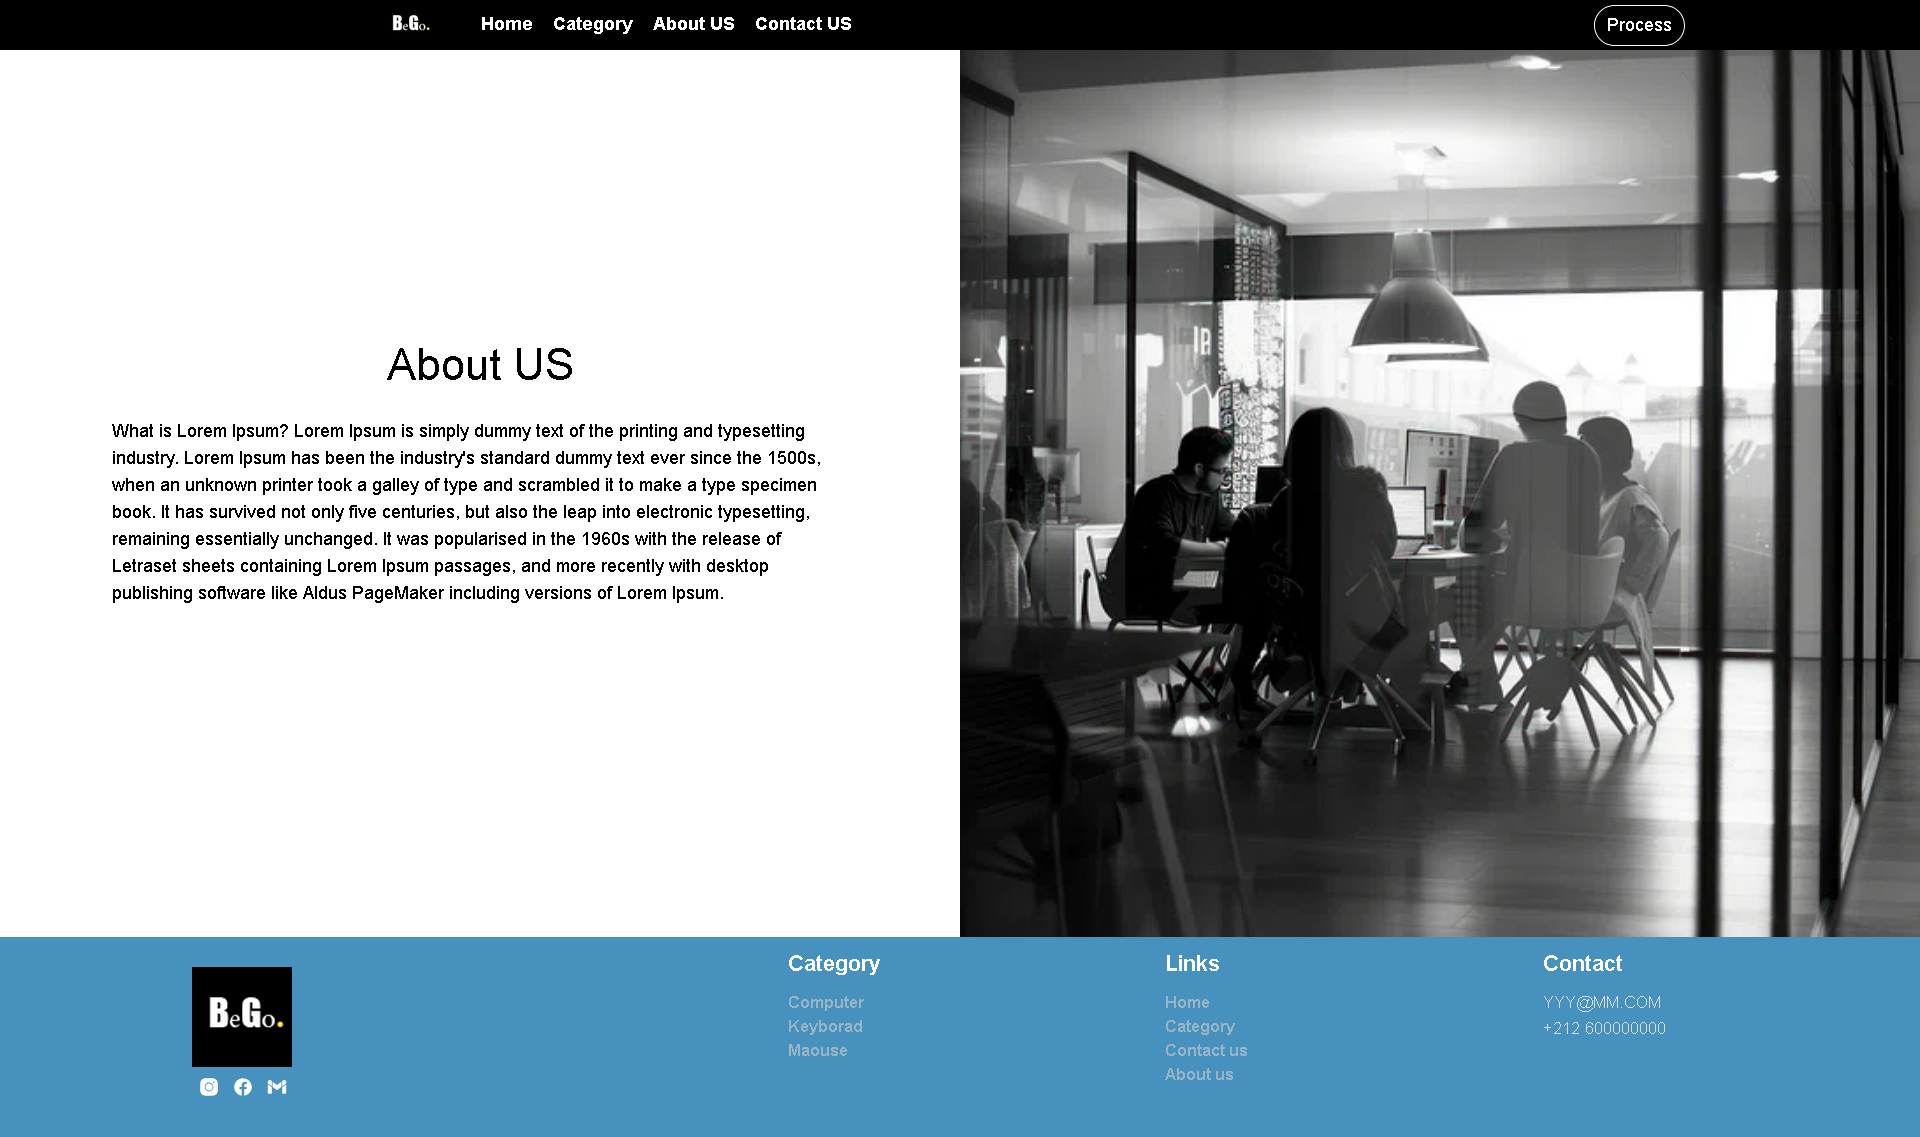 BeGo.
Home Category About US Contact US
Process
About US
What is Lorem Ipsum? Lorem Ipsum is simply dummy text of the printing and typesetting
industry. Lorem Ipsum has been the industry's standard dummy text ever since the 1500s,
when an unknown printer took a galley of type and scrambled it to make a type specimen
book. It has survived not only five centuries, but also the leap into electronic typesetting,
remaining essentially unchanged. It was popularised in the 1960s with the release of
Letraset sheets containing Lorem Ipsum passages, and more recently with desktop
publishing software like Aldus PageMaker including versions of Lorem Ipsum.
BeGo.
Category
Computer
Keyborad
Maouse
Links
Home
Category
Contact us
About us
Contact
YYY@MM.COM
+212 600000000